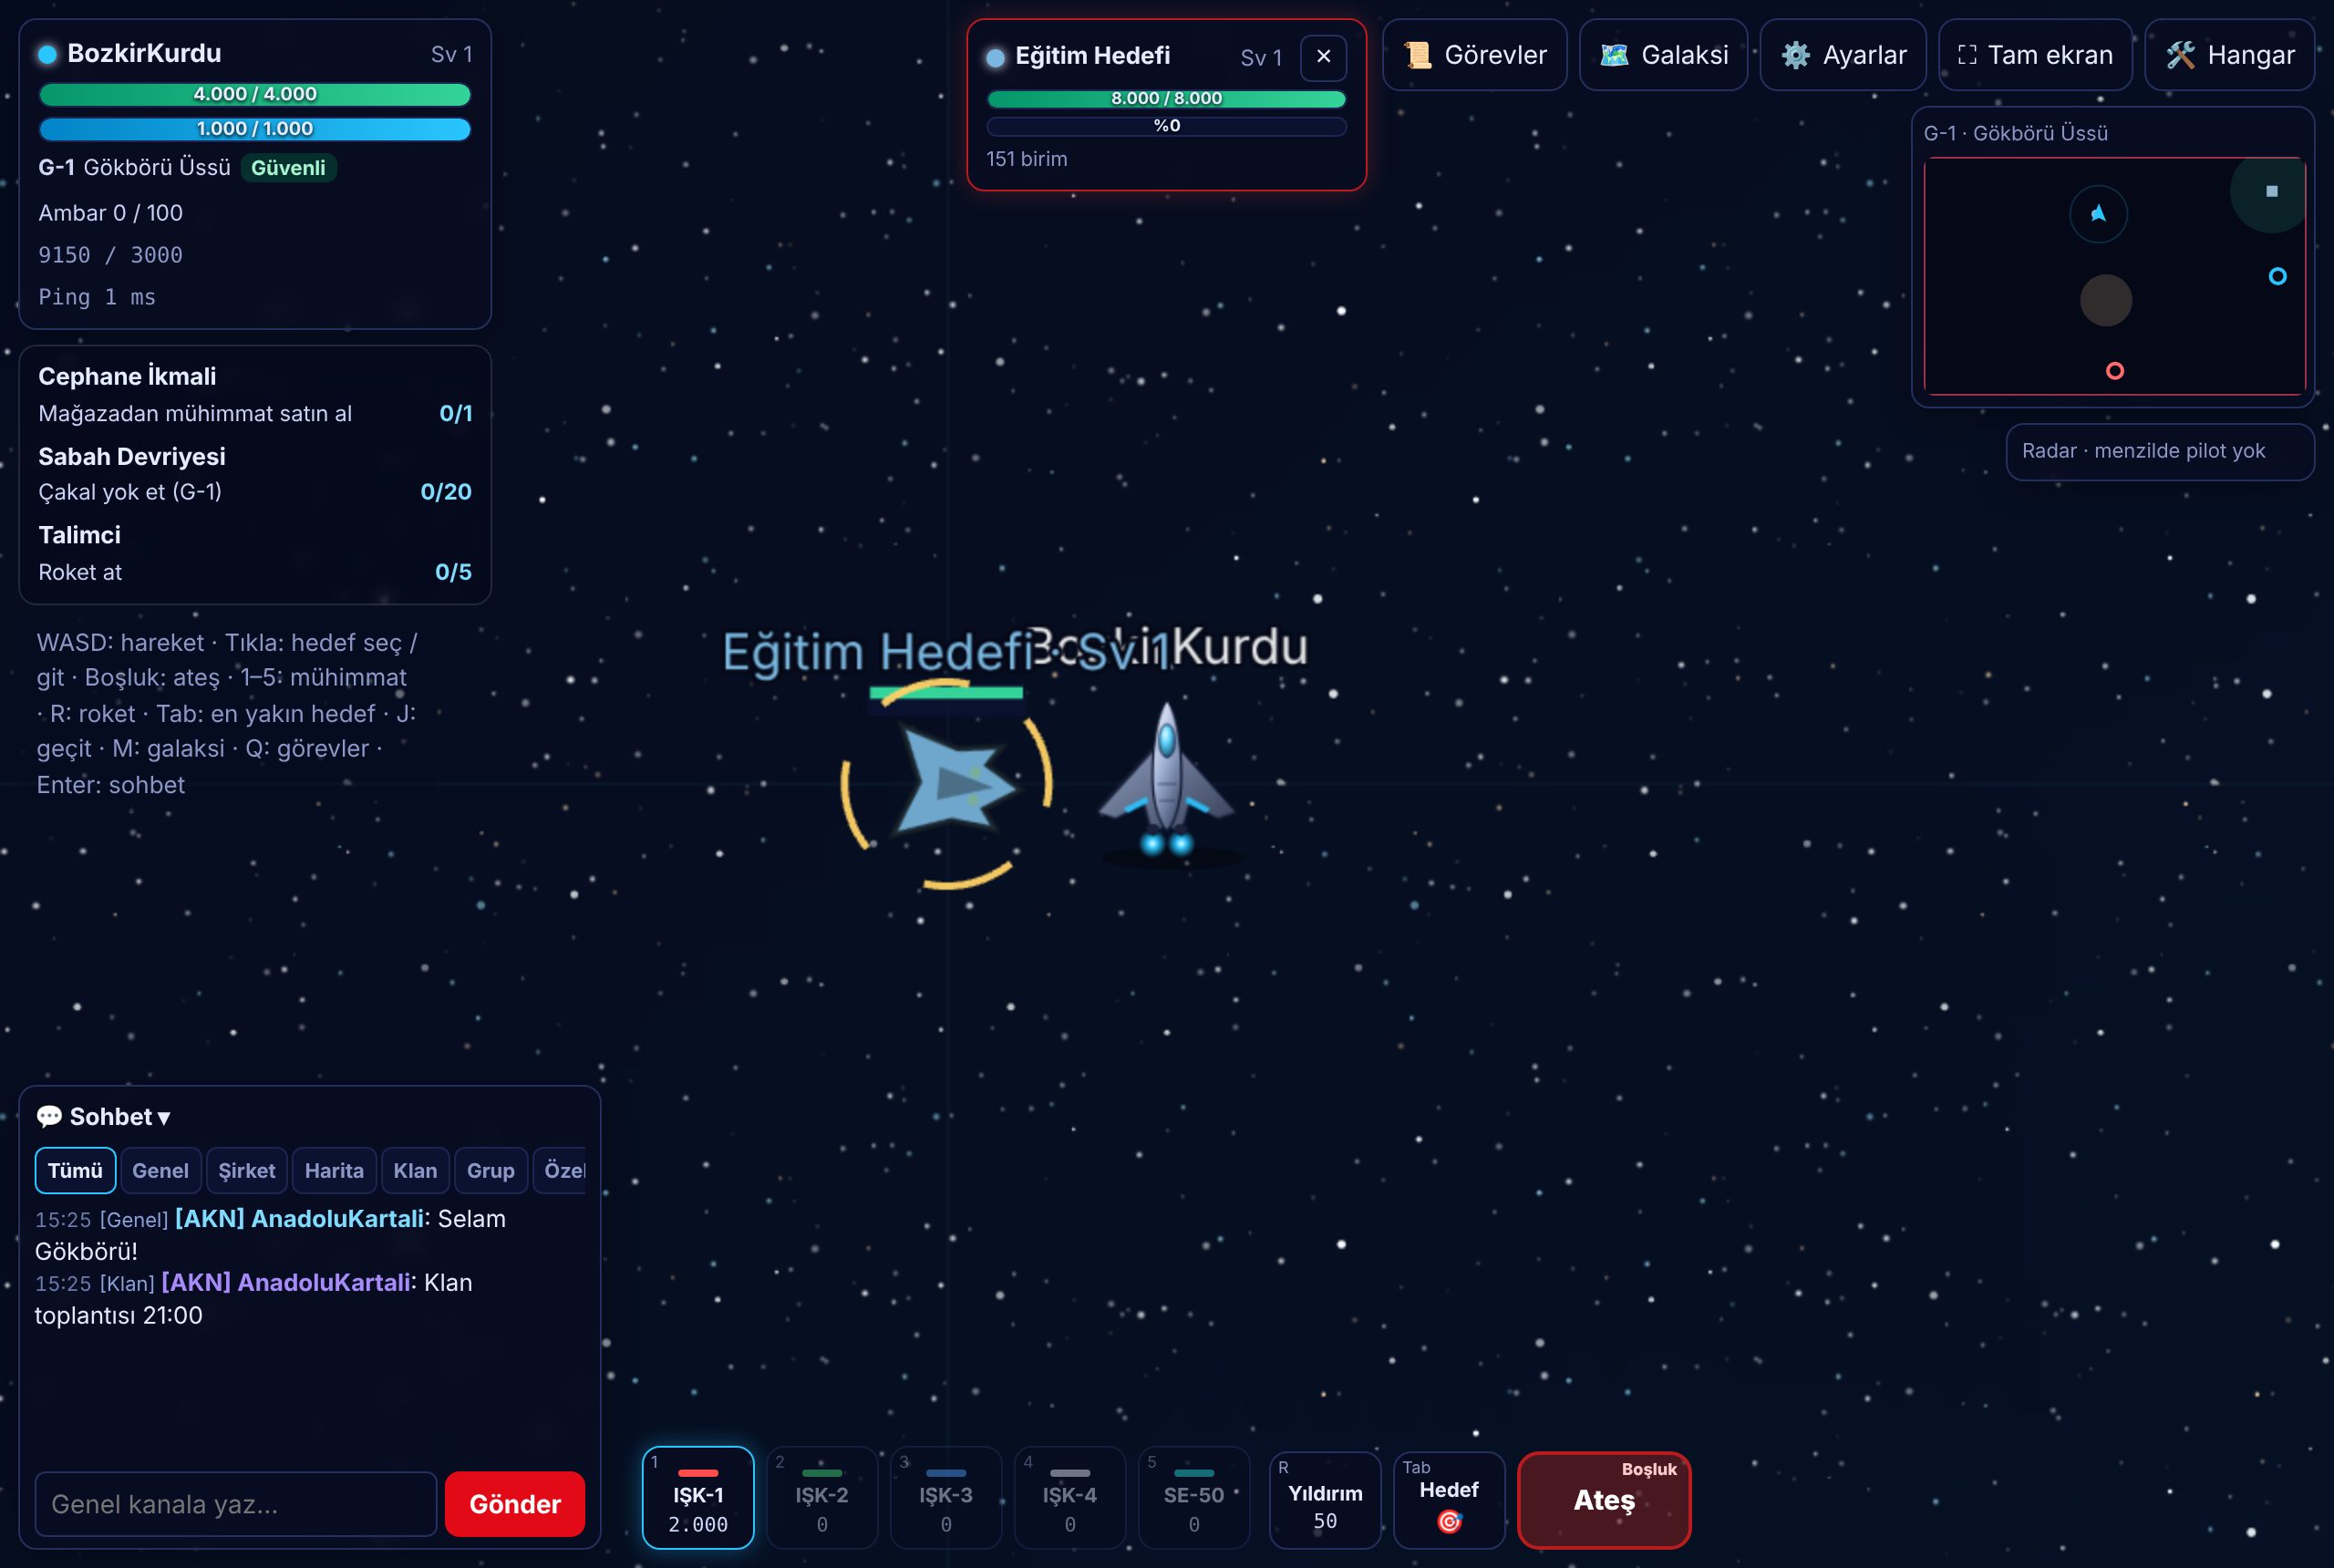 BozkirKurdu Sv 1
4.000 / 4.000
1.000 / 1.000
G-1 Gökbörü Üssü Güvenli
Ambar 0 / 100
9150 / 3000
Ping 1 ms
Eğitim Hedefi Sv 1 ✕
8.000 / 8.000
%0
151 birim
Görevler
Galaksi
Ayarlar
Tam ekran
Hangar
G-1 · Gökbörü Üssü
Radar · menzilde pilot yok
Cephane İkmali
Mağazadan mühimmat satın al 0/1
Sabah Devriyesi
Çakal yok et (G-1) 0/20
Talimci
Roket at 0/5
WASD: hareket · Tıkla: hedef seç /
git · Boşluk: ateş · 1–5: mühimmat
· R: roket · Tab: en yakın hedef · J:
geçit · M: galaksi · Q: görevler ·
Enter: sohbet
Eğitim Hedefi · Sv 1
BozkirKurdu
Sohbet ▾
Tümü Genel Şirket Harita Klan Grup Özel
15:25 [Genel] [AKN] AnadoluKartali: Selam
Gökbörü!
15:25 [Klan] [AKN] AnadoluKartali: Klan
toplantısı 21:00
Genel kanala yaz...
Gönder
1
IŞK-1
2.000
2
IŞK-2
0
3
IŞK-3
0
4
IŞK-4
0
5
SE-50
0
R
Yıldırım
50
Tab
Hedef
Boşluk
Ateş